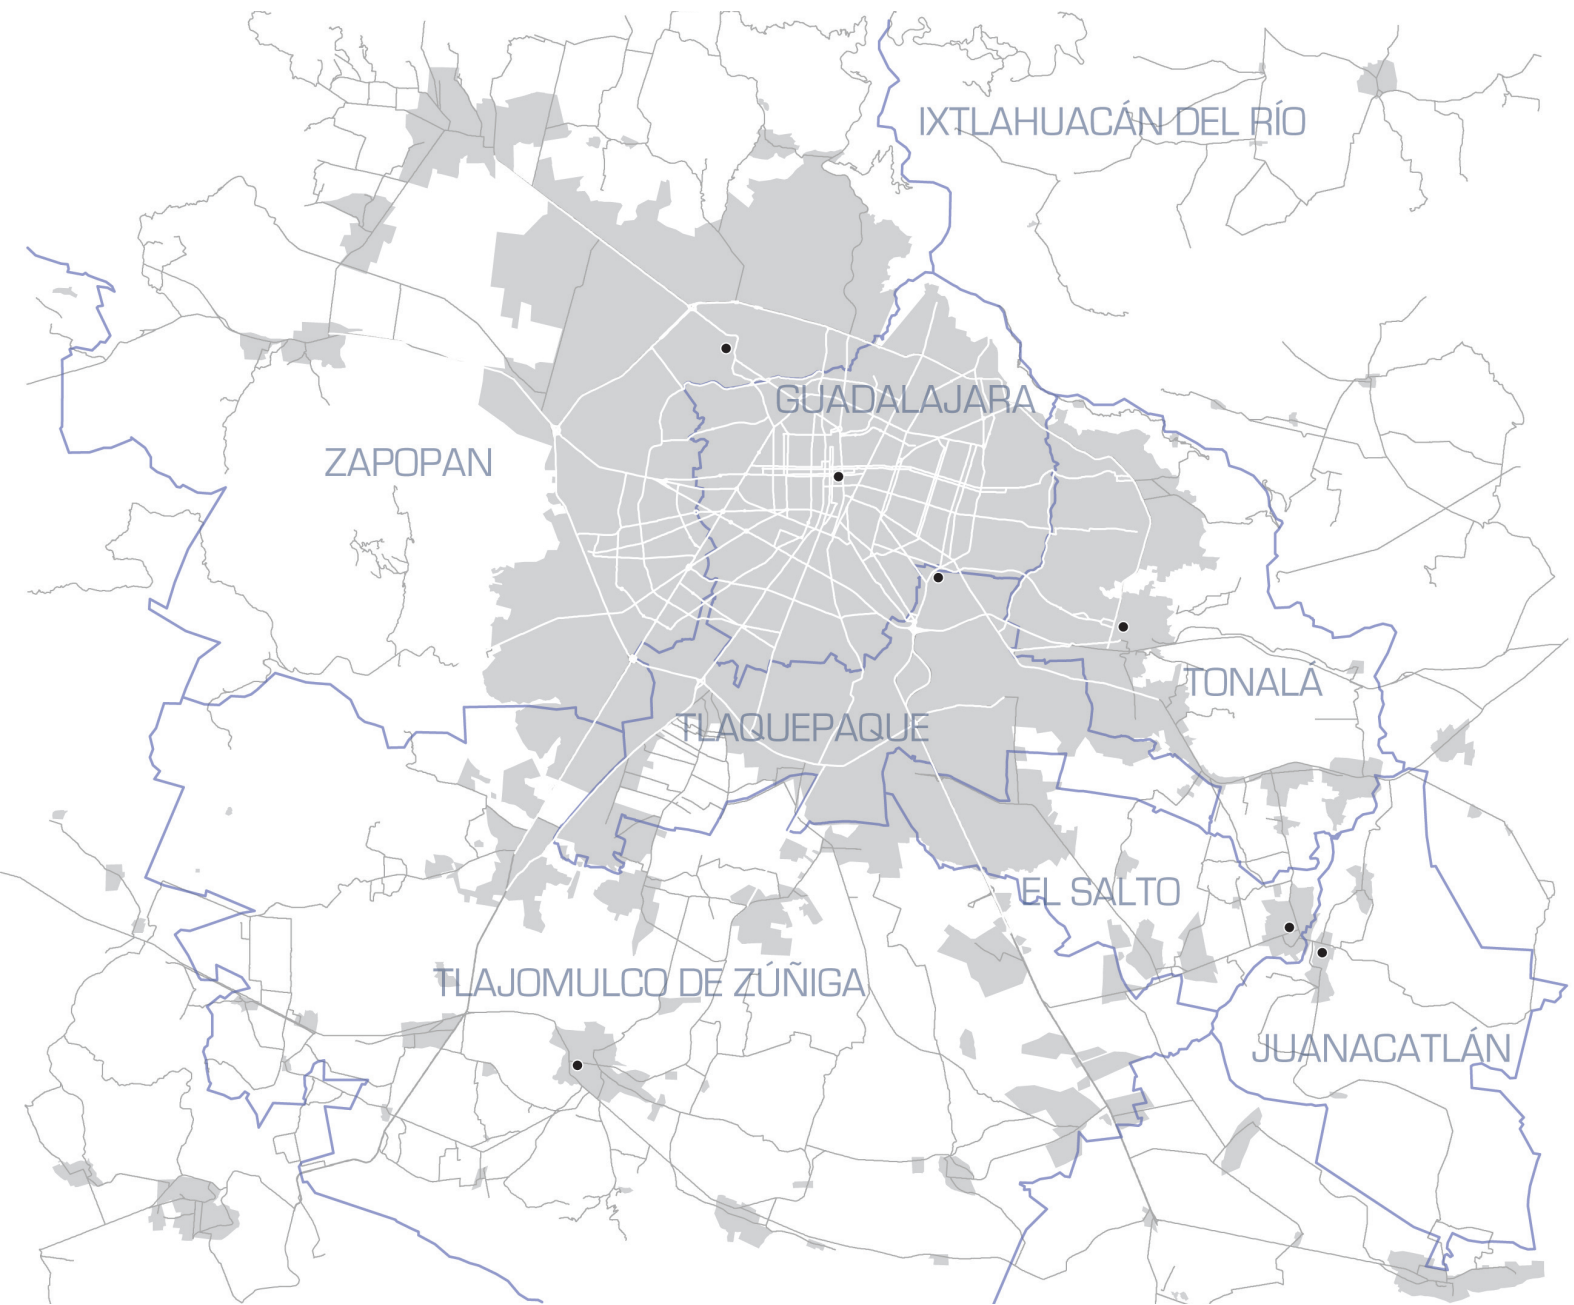 IXTLAHUACÁN DEL RÍO
GUADALAJARA
ZAPOPAN
TONALÁ
TLAQUEPAQUE
EL SALTO
TLAJOMULCO DE ZÚÑIGA
JUANACATLÁN